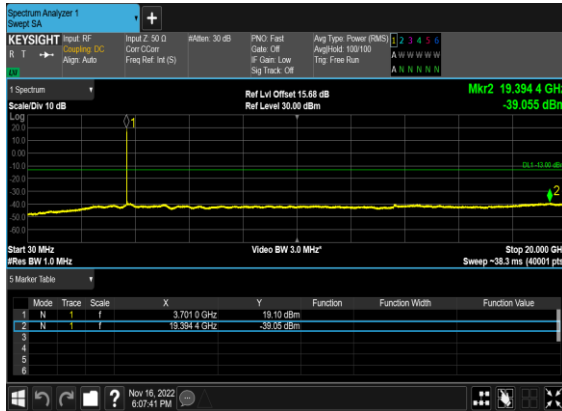 Spectrum Analyzer 1
Swept SA
+
KEYSIGHT Input: RF Input Z: 50 Ω #Atten: 30 dB PNO: Fast Avg Type: Power (RMS) 1 2 3 4 5 6
R T Coupling: DC Corr CCorr Gate: Off Avg|Hold: 100/100 A W W W W W
Align: Auto Freq Ref: Int (S) IF Gain: Low Trig: Free Run
Sig Track: Off A N N N N N
1 Spectrum Ref Lvl Offset 15.68 dB Mkr2 19.394 4 GHz
Scale/Div 10 dB Ref Level 30.00 dBm -39.055 dBm
Log
20.0
10.0
0.00
-10.0
-20.0
-30.0
-40.0
-50.0
-60.0
1
DL1 -13.00 dBm
2
Start 30 MHz Video BW 3.0 MHz* Stop 20.000 GHz
#Res BW 1.0 MHz Sweep ~38.3 ms (40001 pts)
5 Marker Table
Mode Trace Scale X Y Function Function Width Function Value
1 N 1 f 3.701 0 GHz 19.10 dBm
2 N 1 f 19.394 4 GHz -39.05 dBm
3
4
5
6
? Nov 16, 2022
6:07:41 PM